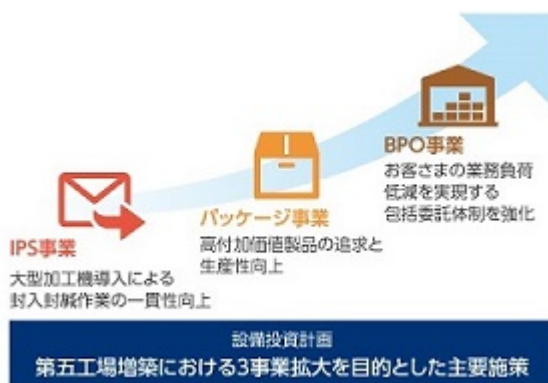 BPO事業
お客さまの業務負荷
低減を実現する
包括委託体制を強化
パッケージ事業
高付加価値製品の追求と
生産性向上
IPS事業
大型加工機導入による
封入封緘作業の一貫性向上
設備投資計画
第五工場増築における3事業拡大を目的とした主要施策